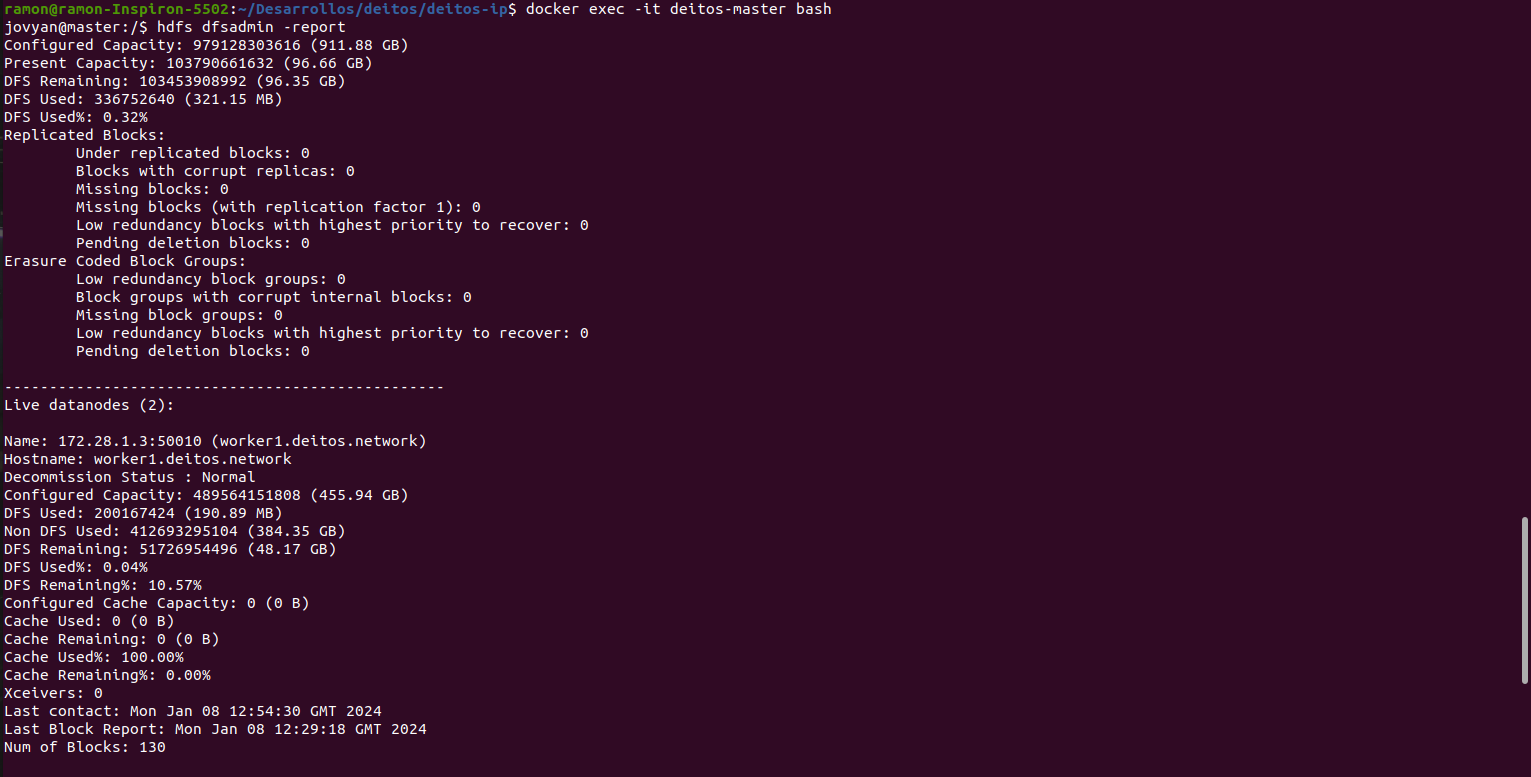 ramon@ramon-Inspiron-5502:~/Desarrollos/deitos/deitos-ip$ docker exec -it deitos-master bash
jovyan@master:/$ hdfs dfsadmin -report
Configured Capacity: 979128303616 (911.88 GB)
Present Capacity: 103790661632 (96.66 GB)
DFS Remaining: 103453908992 (96.35 GB)
DFS Used: 336752640 (321.15 MB)
DFS Used%: 0.32%
Replicated Blocks:
        Under replicated blocks: 0
        Blocks with corrupt replicas: 0
        Missing blocks: 0
        Missing blocks (with replication factor 1): 0
        Low redundancy blocks with highest priority to recover: 0
        Pending deletion blocks: 0
Erasure Coded Block Groups:
        Low redundancy block groups: 0
        Block groups with corrupt internal blocks: 0
        Missing block groups: 0
        Low redundancy blocks with highest priority to recover: 0
        Pending deletion blocks: 0
-------------------------------------------------
Live datanodes (2):
Name: 172.28.1.3:50010 (worker1.deitos.network)
Hostname: worker1.deitos.network
Decommission Status : Normal
Configured Capacity: 489564151808 (455.94 GB)
DFS Used: 200167424 (190.89 MB)
Non DFS Used: 412693295104 (384.35 GB)
DFS Remaining: 51726954496 (48.17 GB)
DFS Used%: 0.04%
DFS Remaining%: 10.57%
Configured Cache Capacity: 0 (0 B)
Cache Used: 0 (0 B)
Cache Remaining: 0 (0 B)
Cache Used%: 100.00%
Cache Remaining%: 0.00%
Xceivers: 0
Last contact: Mon Jan 08 12:54:30 GMT 2024
Last Block Report: Mon Jan 08 12:29:18 GMT 2024
Num of Blocks: 130